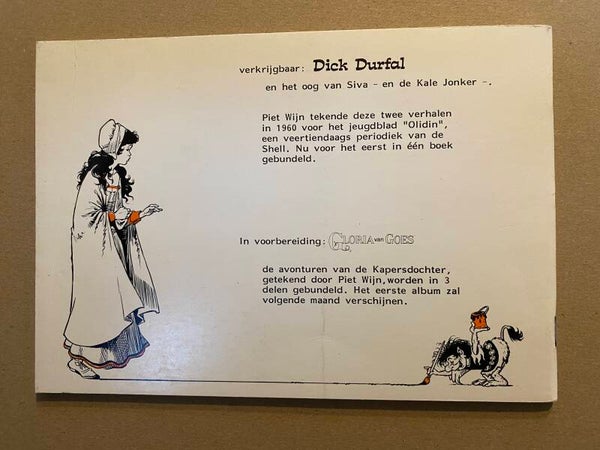 verkrijgbaar: Dick Durfal
en het oog van Siva - en de Kale Jonker -.
Piet Wijn tekende deze twee verhalen
in 1960 voor het jeugdblad "Olidin",
een veertiendaags periodiek van de
Shell. Nu voor het eerst in één boek
gebundeld.
In voorbereiding: GLORIA van GOES
de avonturen van de Kapersdochter,
getekend door Piet Wijn,worden in 3
delen gebundeld. Het eerste album zal
volgende maand verschijnen.